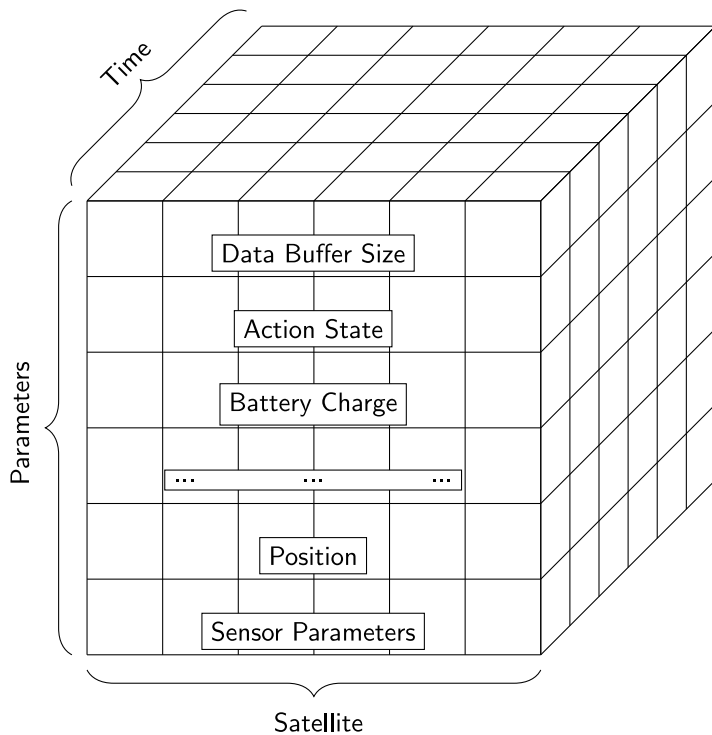 Time
Data Buffer Size
Action State
Battery Charge
Parameters
... ... ...
Position
Sensor Parameters
Satellite